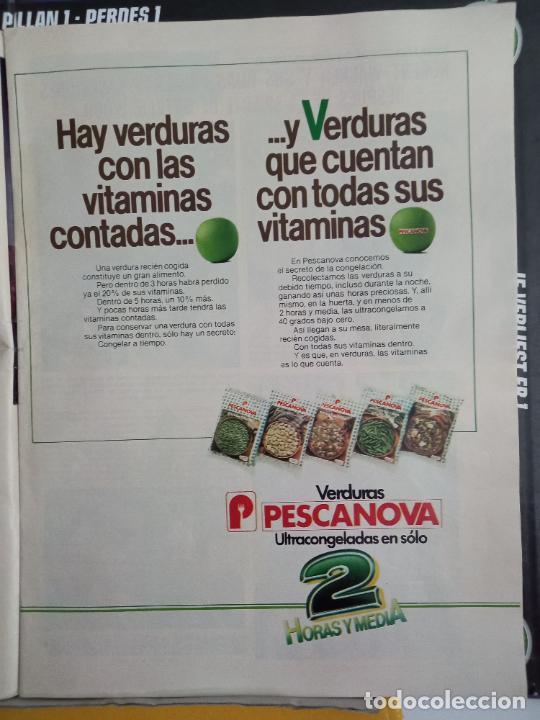 PILLAN 1 - PERDES 1
Hay verduras
con las
vitaminas
contadas...
Una verdura recién cogida
constituye un gran alimento.
Pero dentro de 3 horas habrá perdido
ya el 20% de sus vitaminas.
Dentro de 5 horas, un 10% más.
Y pocas horas más tarde tendrá las
vitaminas contadas.
Para conservar una verdura con todas
sus vitaminas dentro, sólo hay un secreto:
Congelar a tiempo.
...y Verduras
que cuentan
con todas sus
vitaminas
PESCANOVA
En Pescanova conocemos
el secreto de la congelación.
Recolectamos las verduras a su
debido tiempo, incluso durante la noche,
ganando así unas horas preciosas. Y, allí
mismo, en la huerta, y en menos de
2 horas y media, las ultracongelamos a
40 grados bajo cero.
Así llegan a su mesa, literalmente
recién cogidas.
Con todas sus vitaminas dentro.
Y es que, en verduras, las vitaminas
es lo que cuenta.
PESCANOVA
PESCANOVA
PESCANOVA
PESCANOVA
PESCANOVA
Verduras
PESCANOVA
Ultracongeladas en sólo
2
HORAS Y MEDIA
todocoleccion